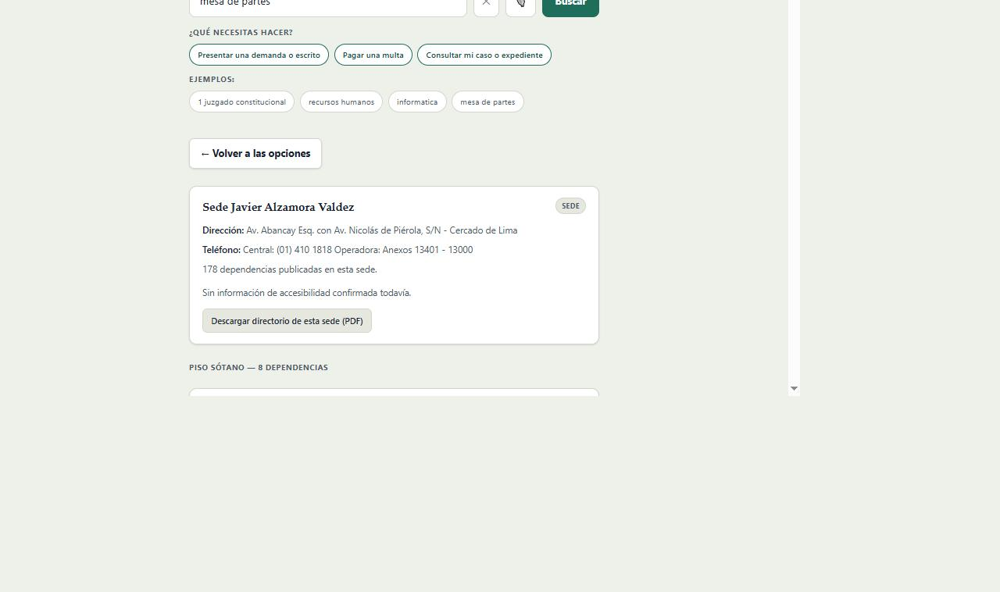 mesa de partes
Buscar
¿QUÉ NECESITAS HACER?
Presentar una demanda o escrito
Pagar una multa
Consultar mi caso o expediente
EJEMPLOS:
1 juzgado constitucional
recursos humanos
informatica
mesa de partes
← Volver a las opciones
Sede Javier Alzamora Valdez
SEDE
Dirección: Av. Abancay Esq. con Av. Nicolás de Piérola, S/N - Cercado de Lima
Teléfono: Central: (01) 410 1818 Operadora: Anexos 13401 - 13000
178 dependencias publicadas en esta sede.
Sin información de accesibilidad confirmada todavía.
Descargar directorio de esta sede (PDF)
PISO SÓTANO — 8 DEPENDENCIAS